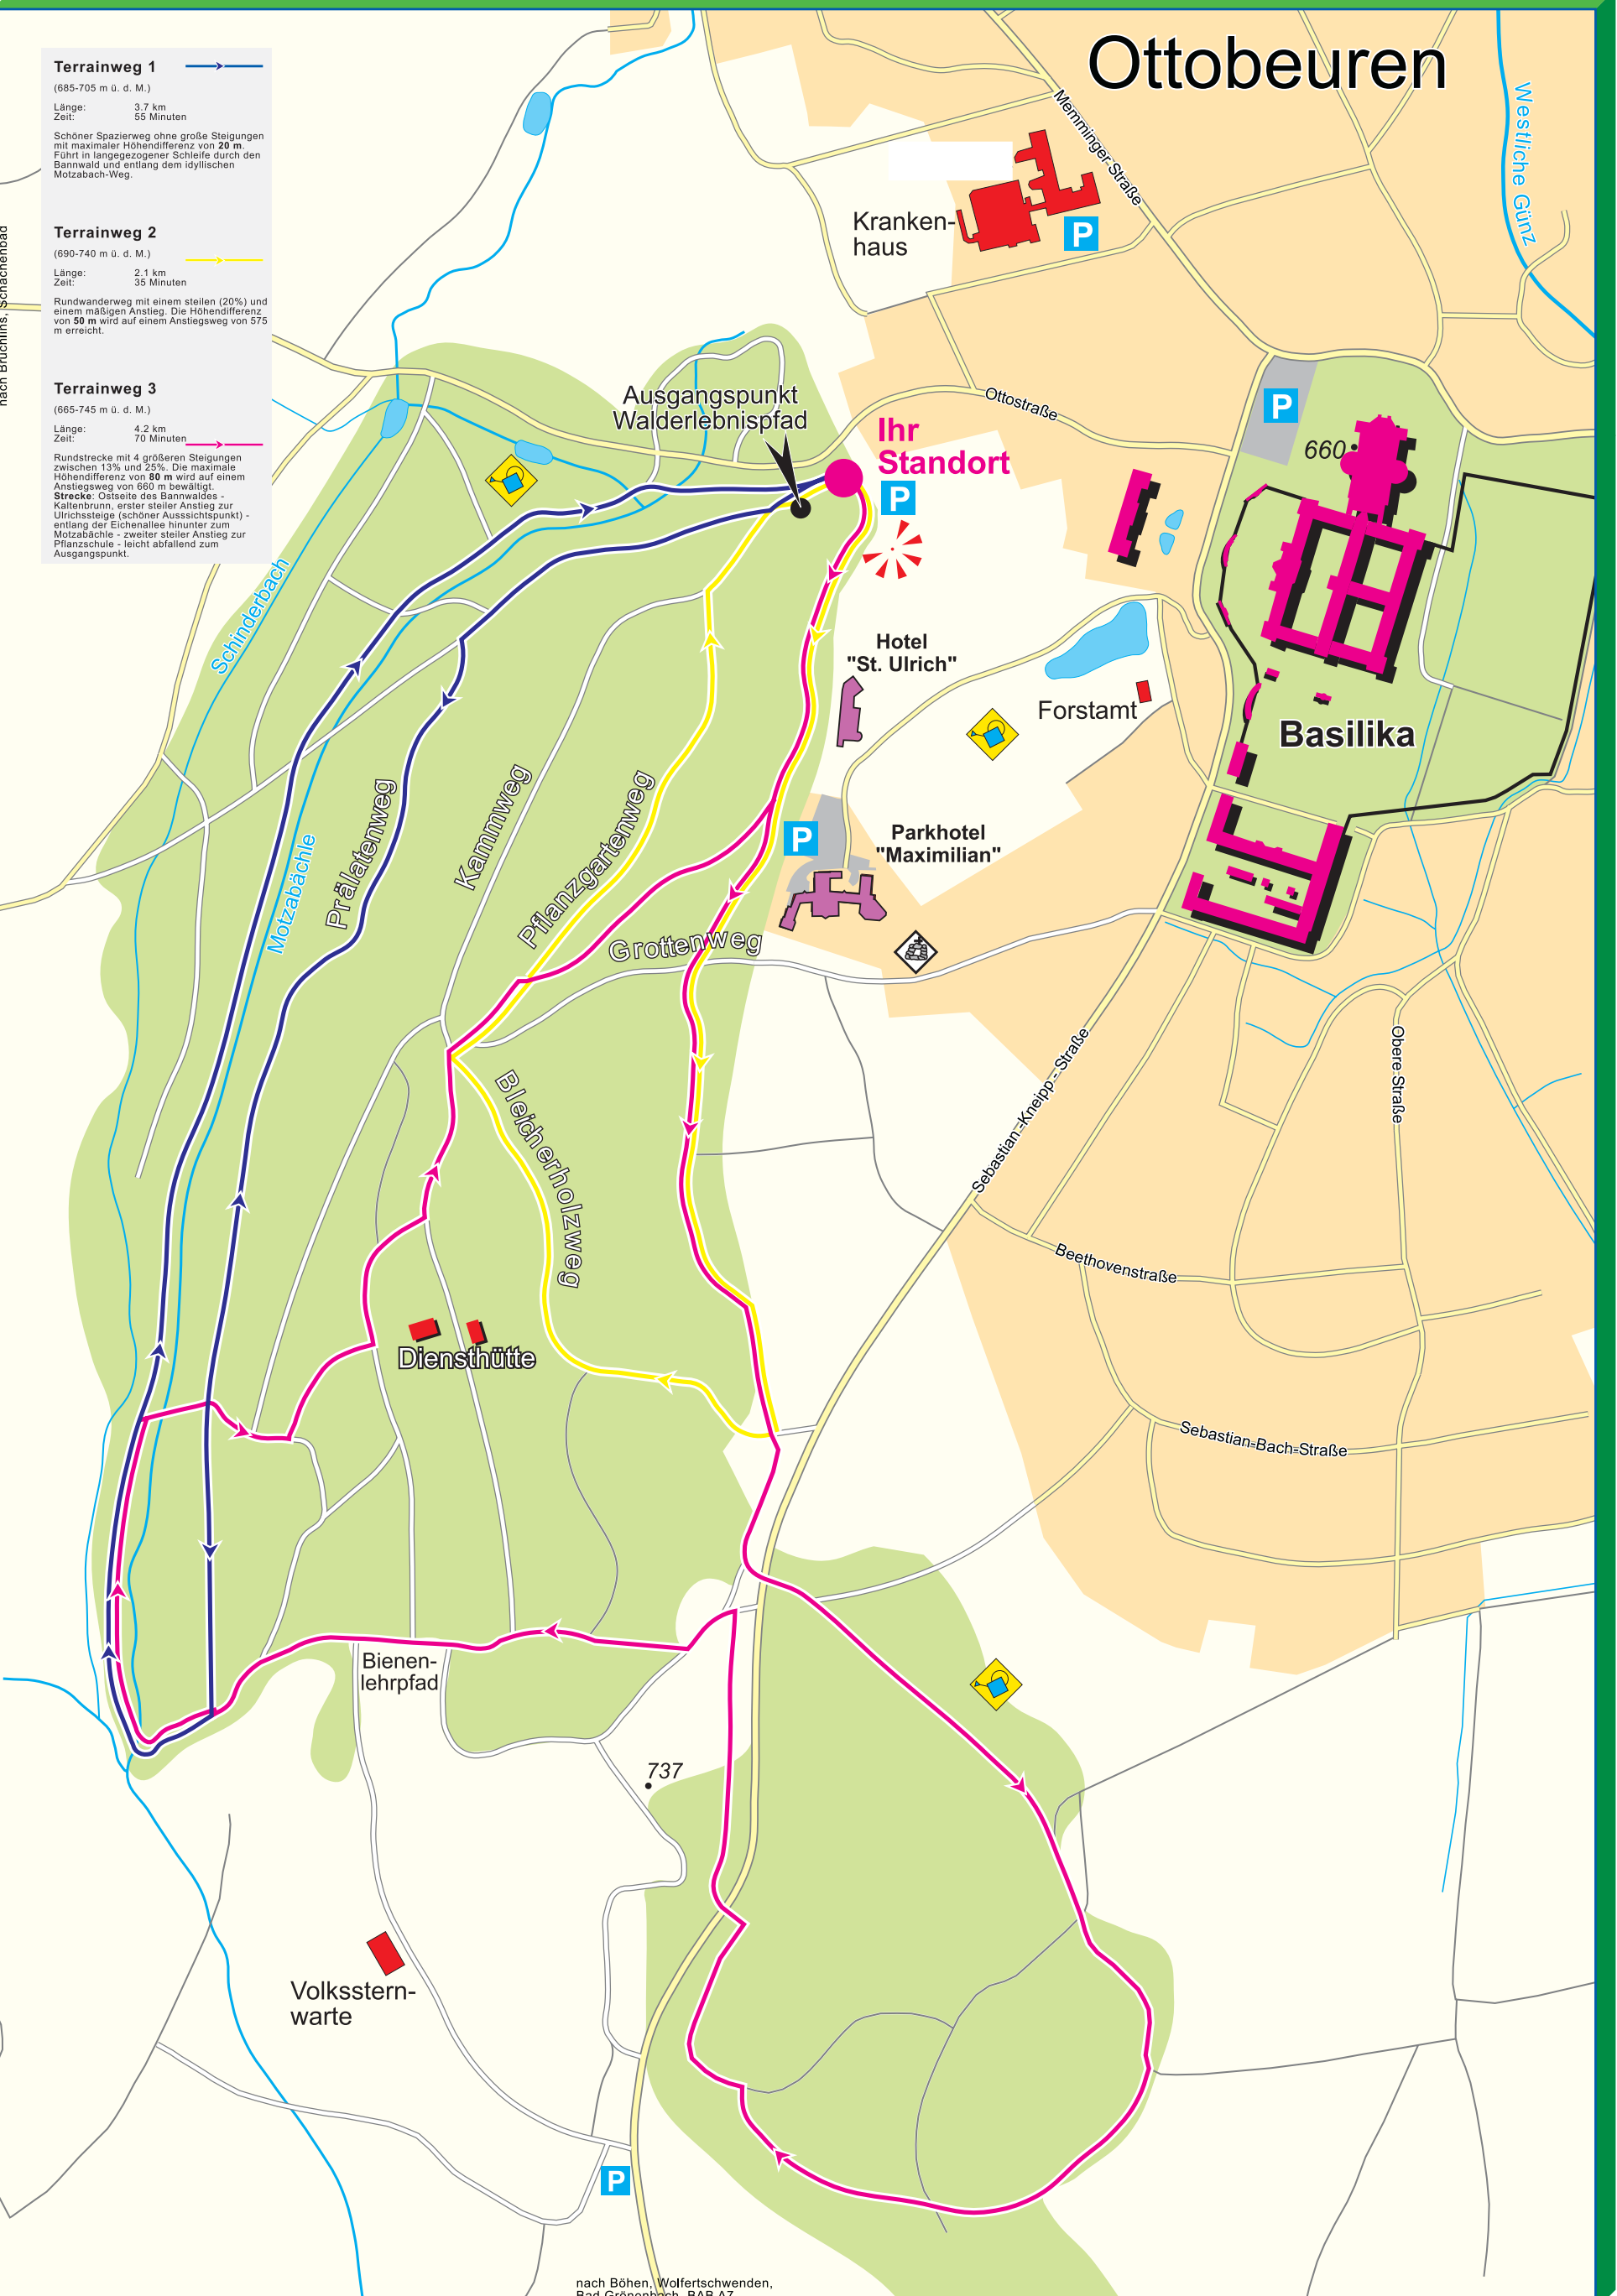 Ottobeuren
Terrainweg 1
(685-705 m ü. d. M.)
Länge: 3.7 km
Zeit: 55 Minuten
Schöner Spazierweg ohne große Steigungen
mit maximaler Höhendifferenz von 20 m.
Führt in langegezogener Schleife durch den
Bannwald und entlang dem idyllischen
Motzabach-Weg.
Terrainweg 2
(690-740 m ü. d. M.)
Länge: 2.1 km
Zeit: 35 Minuten
Rundwanderweg mit einem steilen (20%) und
einem mäßigen Anstieg. Die Höhendifferenz
von 50 m wird auf einem Anstiegsweg von 575
m erreicht.
Terrainweg 3
(665-745 m ü. d. M.)
Länge: 4.2 km
Zeit: 70 Minuten
Rundstrecke mit 4 größeren Steigungen
zwischen 13% und 25%. Die maximale
Höhendifferenz von 80 m wird auf einem
Anstiegsweg von 660 m bewältigt.
Strecke: Ostseite des Bannwaldes -
Kaltenbrunn, erster steiler Anstieg zur
Ulrichssteige (schöner Ausssichtspunkt) -
entlang der Eichenallee hinunter zum
Motzabächle - zweiter steiler Anstieg zur
Pflanzschule - leicht abfallend zum
Ausgangspunkt.
Memminger-Straße
Westliche Günz
Kranken-
haus
P
Ausgangspunkt
Walderlebnispfad
Ottostraße
P
660
Ihr
Standort
P
Schinderbach
Hotel
"St. Ulrich"
Forstamt
Basilika
Motzabächle
Prälatenweg
Kammweg
Pflanzgartenweg
P
Parkhotel
"Maximilian"
Grottenweg
Bleicherholzweg
Sebastian-Kneipp - Straße
Obere-Straße
Beethovenstraße
Diensthütte
Sebastian-Bach-Straße
Bienen-
lehrpfad
737
Volksstern-
warte
P
nach Böhen, Wolfertschwenden,